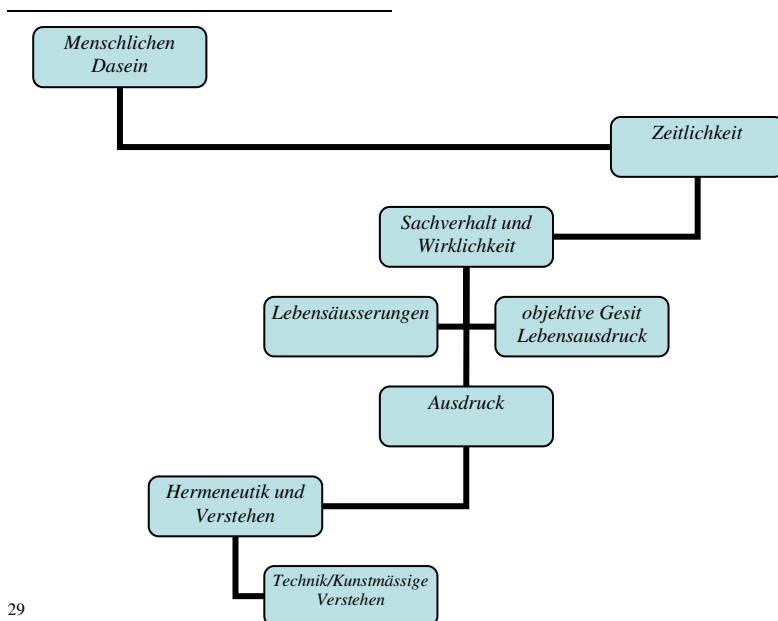 Menschlichen
Dasein
Zeitlichkeit
Sachverhalt und
Wirklichkeit
Lebensäusserungen
objektive Gesit
Lebensausdruck
Ausdruck
Hermeneutik und
Verstehen
Technik/Kunstmässige
Verstehen
29